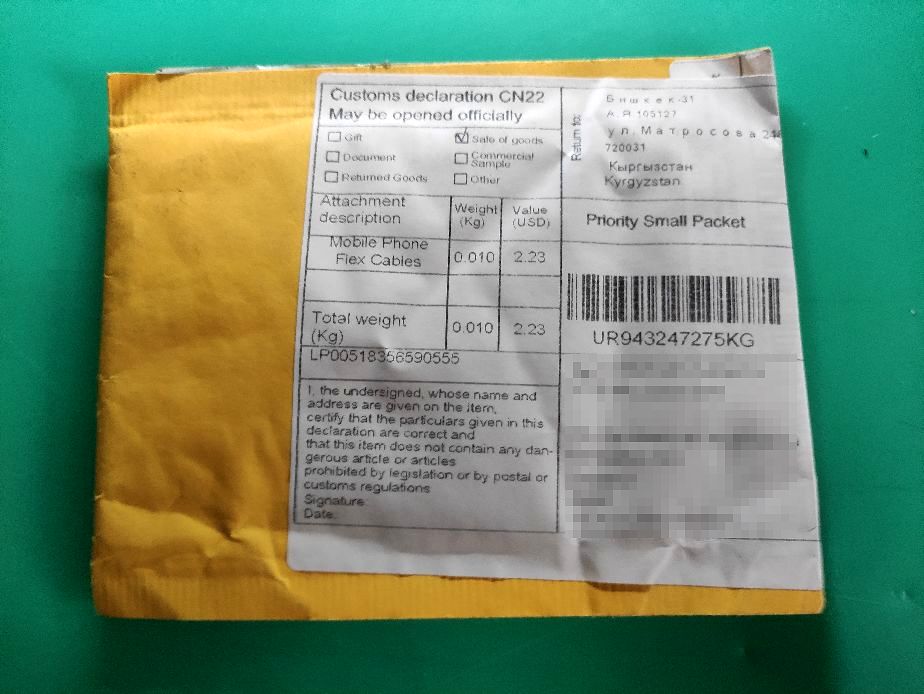 Customs declaration CN22
May be opened officially
Gift
Sale of goods
Document
Commercial
Sample
Returned Goods
Other
Attachment
description
Weight
(Kg)
Value
(USD)
Mobile Phone
Flex Cables
0.010
2.23
Total weight
(Kg)
0.010
2.23
LP00518356590555
I, the undersigned, whose name and
address are given on the item,
certify that the particulars given in this
declaration are correct and
that this item does not contain any dan-
gerous article or articles
prohibited by legislation or by postal or
customs regulations
Signature:
Date:
Return to:
Бишкек-31
А.Я 105127
ул. Матросова
720031
Кыргызстан
Kyrgyzstan
Priority Small Packet
UR943247275KG